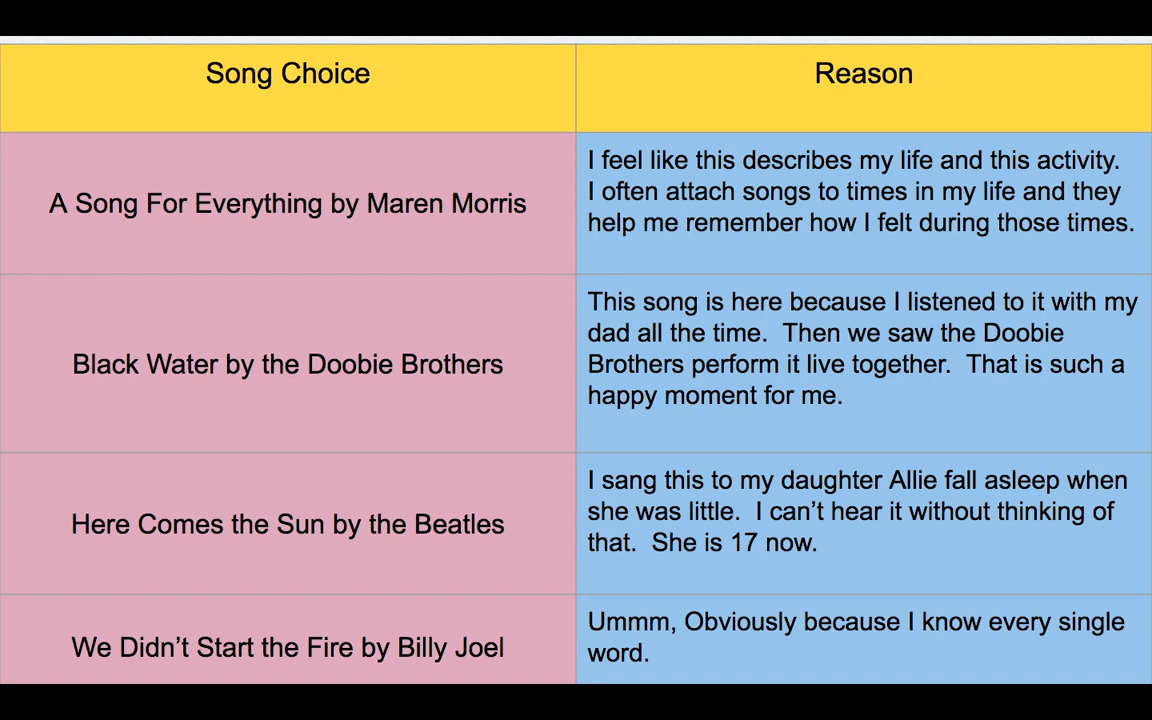 Song Choice
Reason
A Song For Everything by Maren Morris
I feel like this describes my life and this activity.
I often attach songs to times in my life and they
help me remember how I felt during those times.
Black Water by the Doobie Brothers
This song is here because I listened to it with my
dad all the time.  Then we saw the Doobie
Brothers perform it live together.  That is such a
happy moment for me.
Here Comes the Sun by the Beatles
I sang this to my daughter Allie fall asleep when
she was little.  I can’t hear it without thinking of
that.  She is 17 now.
We Didn’t Start the Fire by Billy Joel
Ummm, Obviously because I know every single
word.